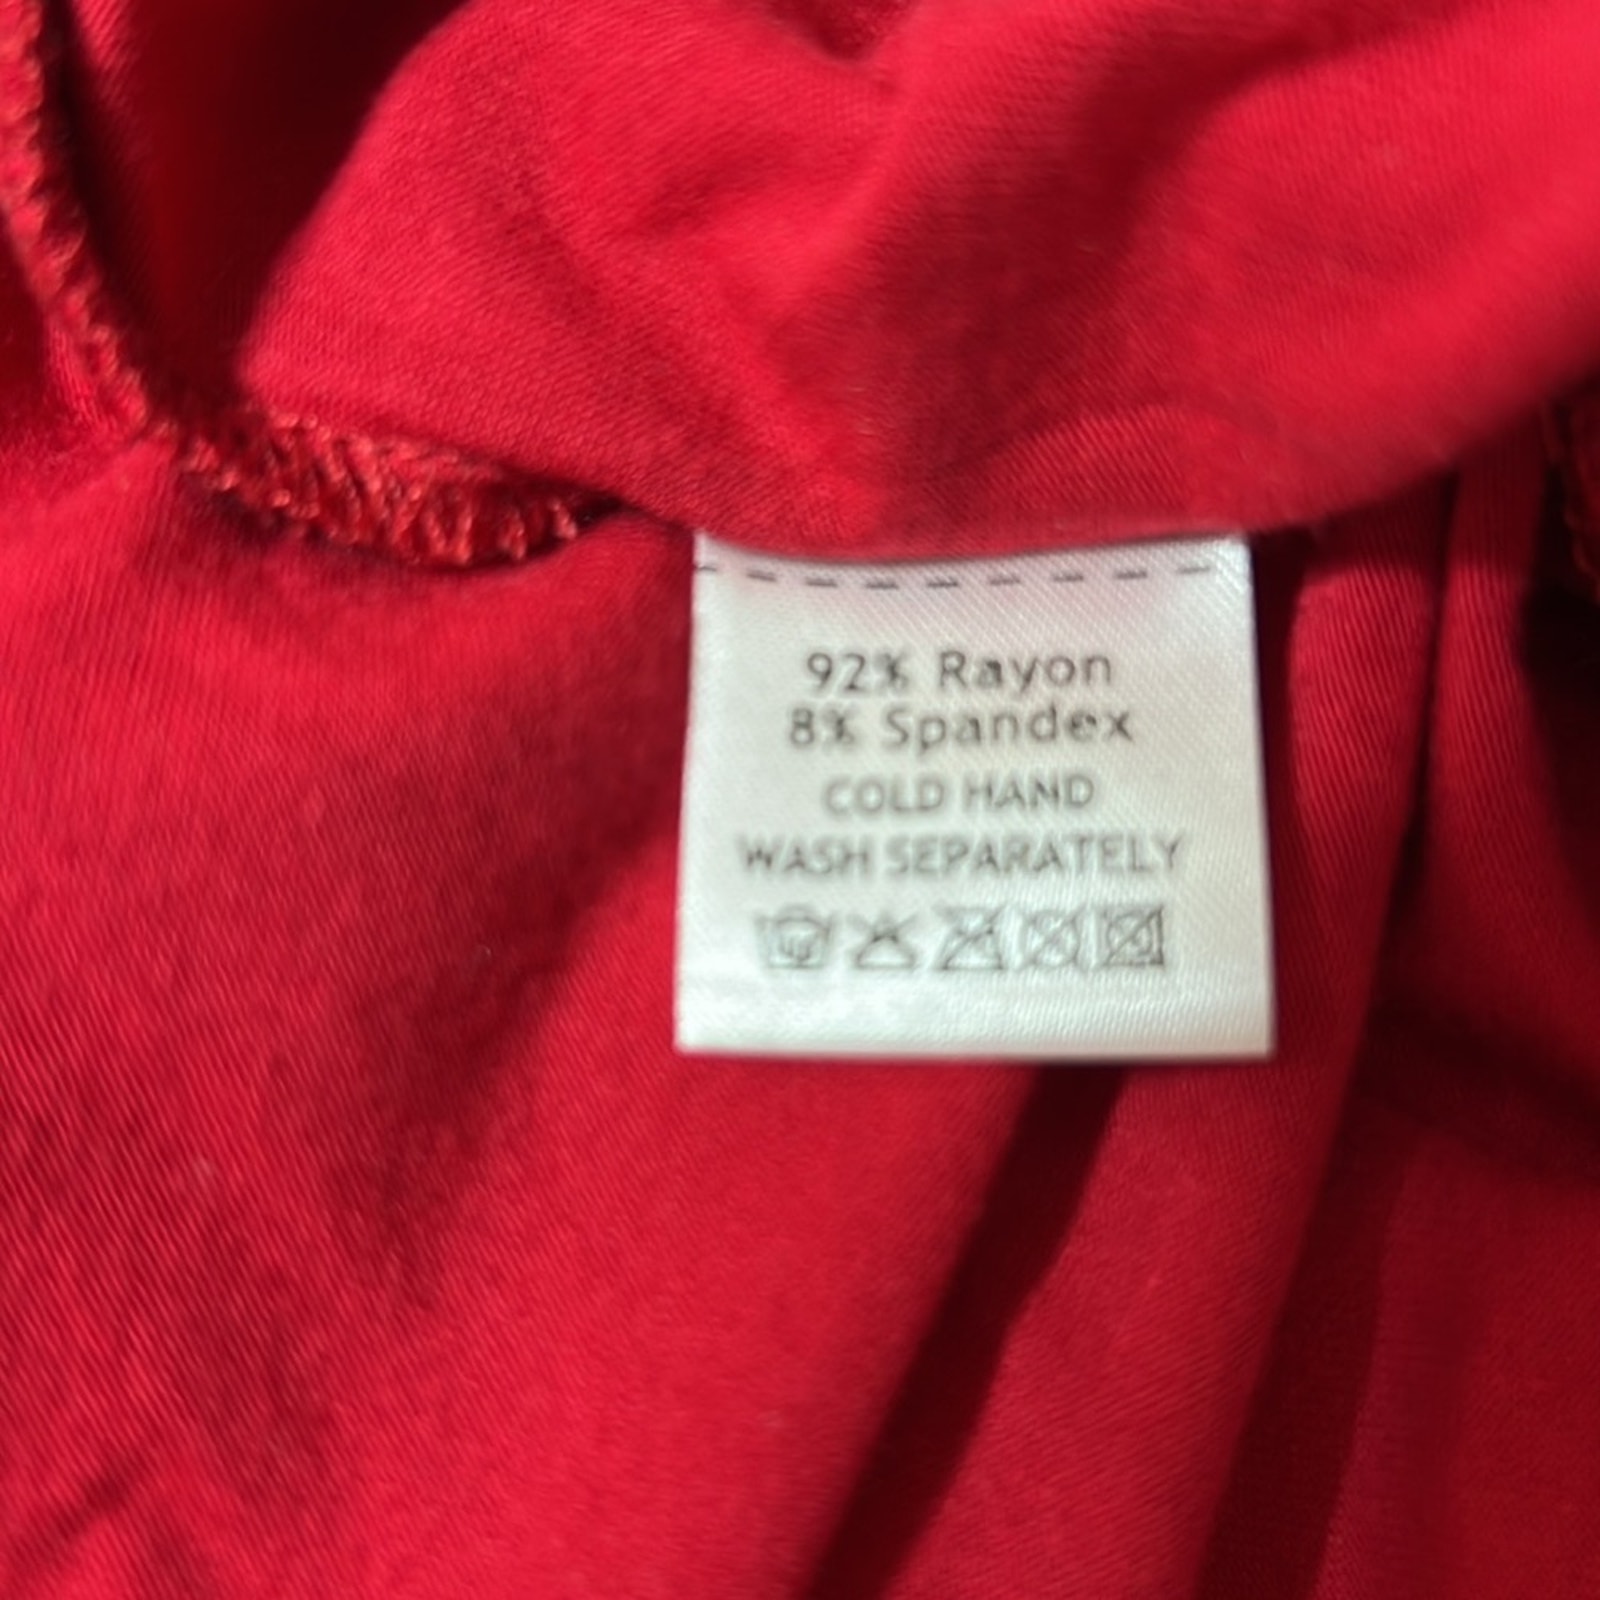 92% Rayon
8% Spandex
COLD HAND
WASH SEPARATELY